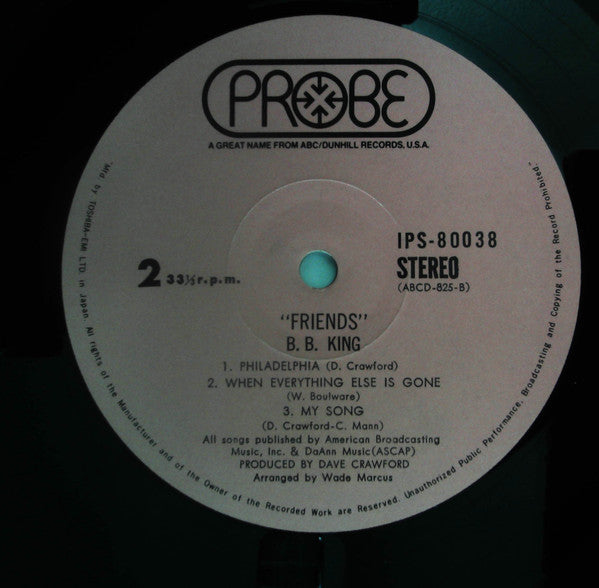 PROBE
A GREAT NAME FROM ABC/DUNHILL RECORDS, U.S.A.
IPS-80038
2 33⅓ r.p.m.
STEREO
(ABCD-825-B)
"FRIENDS"
B. B. KING
1. PHILADELPHIA (D. Crawford)
2. WHEN EVERYTHING ELSE IS GONE
(W. Boulware)
3. MY SONG
(D. Crawford-C. Mann)
All songs published by American Broadcasting
Music, Inc. & DaAnn Music(ASCAP)
PRODUCED BY DAVE CRAWFORD
Arranged by Wade Marcus
"Mfd. by TOSHIBA-EMI LTD. in Japan. All rights of the Manufacturer and of the Owner of the Recorded Work are Reserved. Unauthorized Public Performance, Broadcasting and Copying of the Record Prohibited."